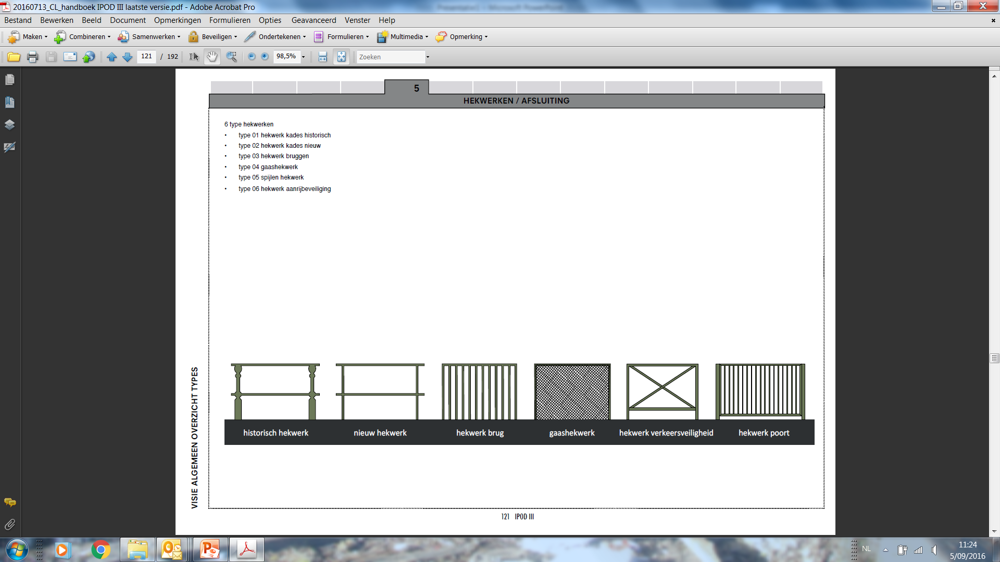 20160713_CL_handboek IPOD III laatste versie.pdf - Adobe Acrobat Pro
Bestand Bewerken Beeld Document Opmerkingen Formulieren Opties Geavanceerd Venster Help
Maken Combineren Samenwerken Beveiligen Ondertekenen Formulieren Multimedia Opmerking
121 / 192 98,5% Zoeken
5
HEKWERKEN / AFSLUITING
6 type hekwerken
• type 01 hekwerk kades historisch
• type 02 hekwerk kades nieuw
• type 03 hekwerk bruggen
• type 04 gaashekwerk
• type 05 spijlen hekwerk
• type 06 hekwerk aanrijbeveiliging
VISIE ALGEMEEN OVERZICHT TYPES
historisch hekwerk nieuw hekwerk hekwerk brug gaashekwerk hekwerk verkeersveiligheid hekwerk poort
121 IPOD III
NL 11:24
5/09/2016